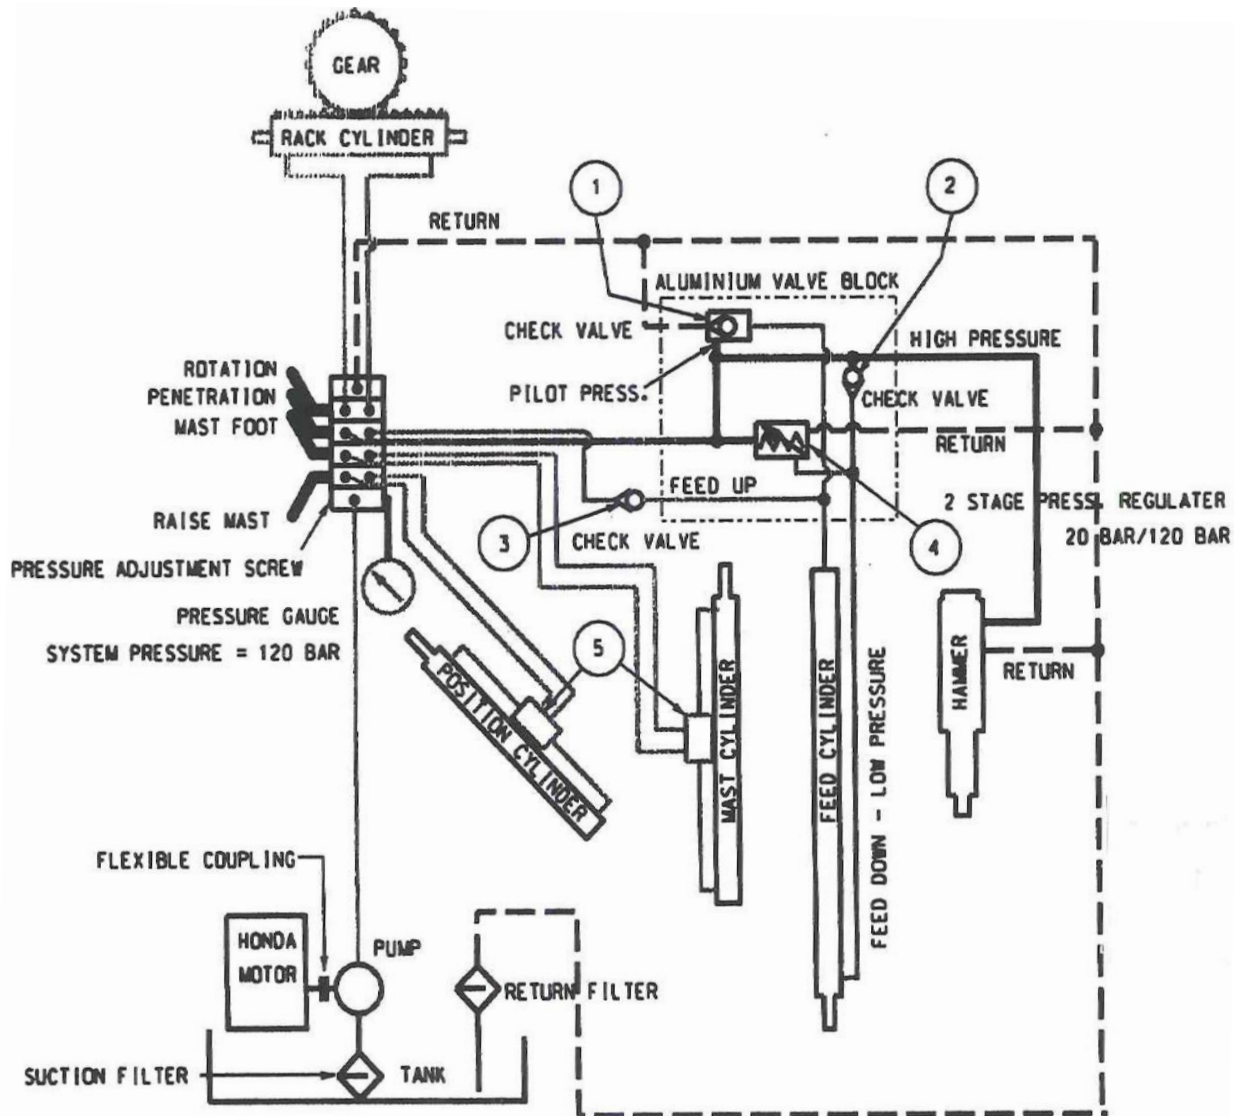 GEAR
RACK CYLINDER
1
2
RETURN
ALUMINIUM VALVE BLOCK
CHECK VALVE
HIGH PRESSURE
ROTATION
PENETRATION
MAST FOOT
PILOT PRESS.
CHECK VALVE
RETURN
FEED UP
2 STAGE PRESS. REGULATER
20 BAR/120 BAR
RAISE MAST
3
CHECK VALVE
4
PRESSURE ADJUSTMENT SCREW
PRESSURE GAUGE
SYSTEM PRESSURE = 120 BAR
5
POSITION CYLINDER
MAST CYLINDER
FEED CYLINDER
FEED DOWN - LOW PRESSURE
HAMMER
RETURN
FLEXIBLE COUPLING
HONDA
MOTOR
PUMP
RETURN FILTER
SUCTION FILTER
TANK